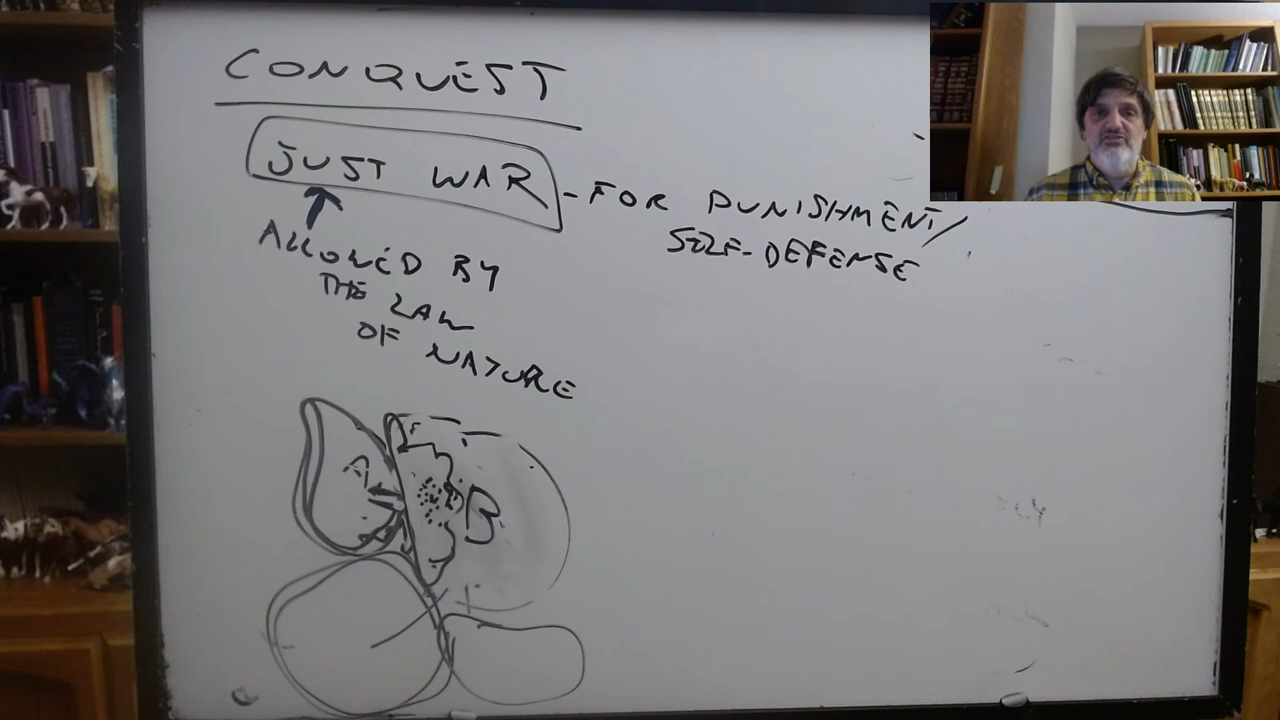 CONQUEST
JUST WAR - FOR PUNISHMENT/
SELF-DEFENSE
ALLOWED BY
THE LAW
OF NATURE
A
B